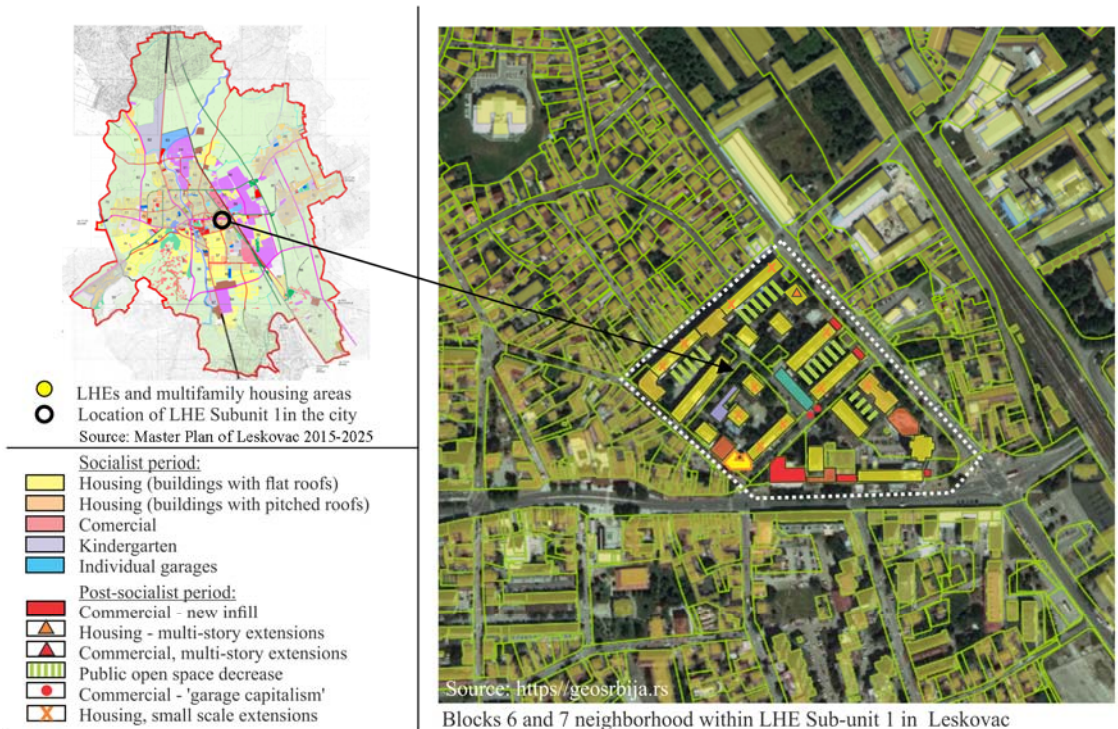 LHEs and multifamily housing areas
Location of LHE Subunit 1in the city
Source: Master Plan of Leskovac 2015-2025
Socialist period:
Housing (buildings with flat roofs)
Housing (buildings with pitched roofs)
Comercial
Kindergarten
Individual garages
Post-socialist period:
Commercial - new infill
Housing - multi-story extensions
Commercial, multi-story extensions
Public open space decrease
Commercial - 'garage capitalism'
Housing, small scale extensions
Source: https//geosrbija.rs
Blocks 6 and 7 neighborhood within LHE Sub-unit 1 in Leskovac